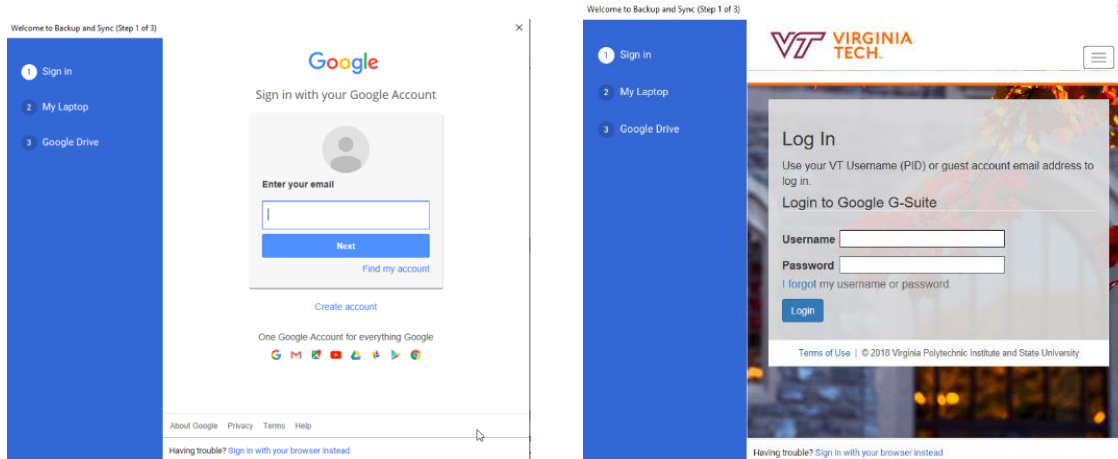 Welcome to Backup and Sync (Step 1 of 3)
1 Sign in
2 My Laptop
3 Google Drive
Google
Sign in with your Google Account
Enter your email
Next
Find my account
Create account
One Google Account for everything Google
About Google Privacy Terms Help
Having trouble? Sign in with your browser instead
Welcome to Backup and Sync (Step 1 of 3)
1 Sign in
2 My Laptop
3 Google Drive
VT VIRGINIA
TECH.
Log In
Use your VT Username (PID) or guest account email address to
log in.
Login to Google G-Suite
Username
Password
I forgot my username or password
Login
Terms of Use | © 2018 Virginia Polytechnic Institute and State University
Having trouble? Sign in with your browser instead